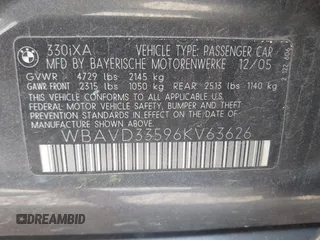 330iXA VEHICLE TYPE: PASSENGER CAR
MFD BY BAYERISCHE MOTORENWERKE 12/05
GVWR 4729 lbs 2145 kg
GAWR FRONT 2315 lbs 1050 kg REAR 2513 lbs 1140 kg
THIS VEHICLE CONFORMS TO ALL APPLICABLE
U.S. FEDERAL MOTOR VEHICLE SAFETY, BUMPER,
AND THEFT PREVENTION STANDARDS IN EFFECT
ON THE DATE OF MANUFACTURE SHOWN ABOVE.
WBAVD33596KV63626
DREAMBID
DREAMBID.COM